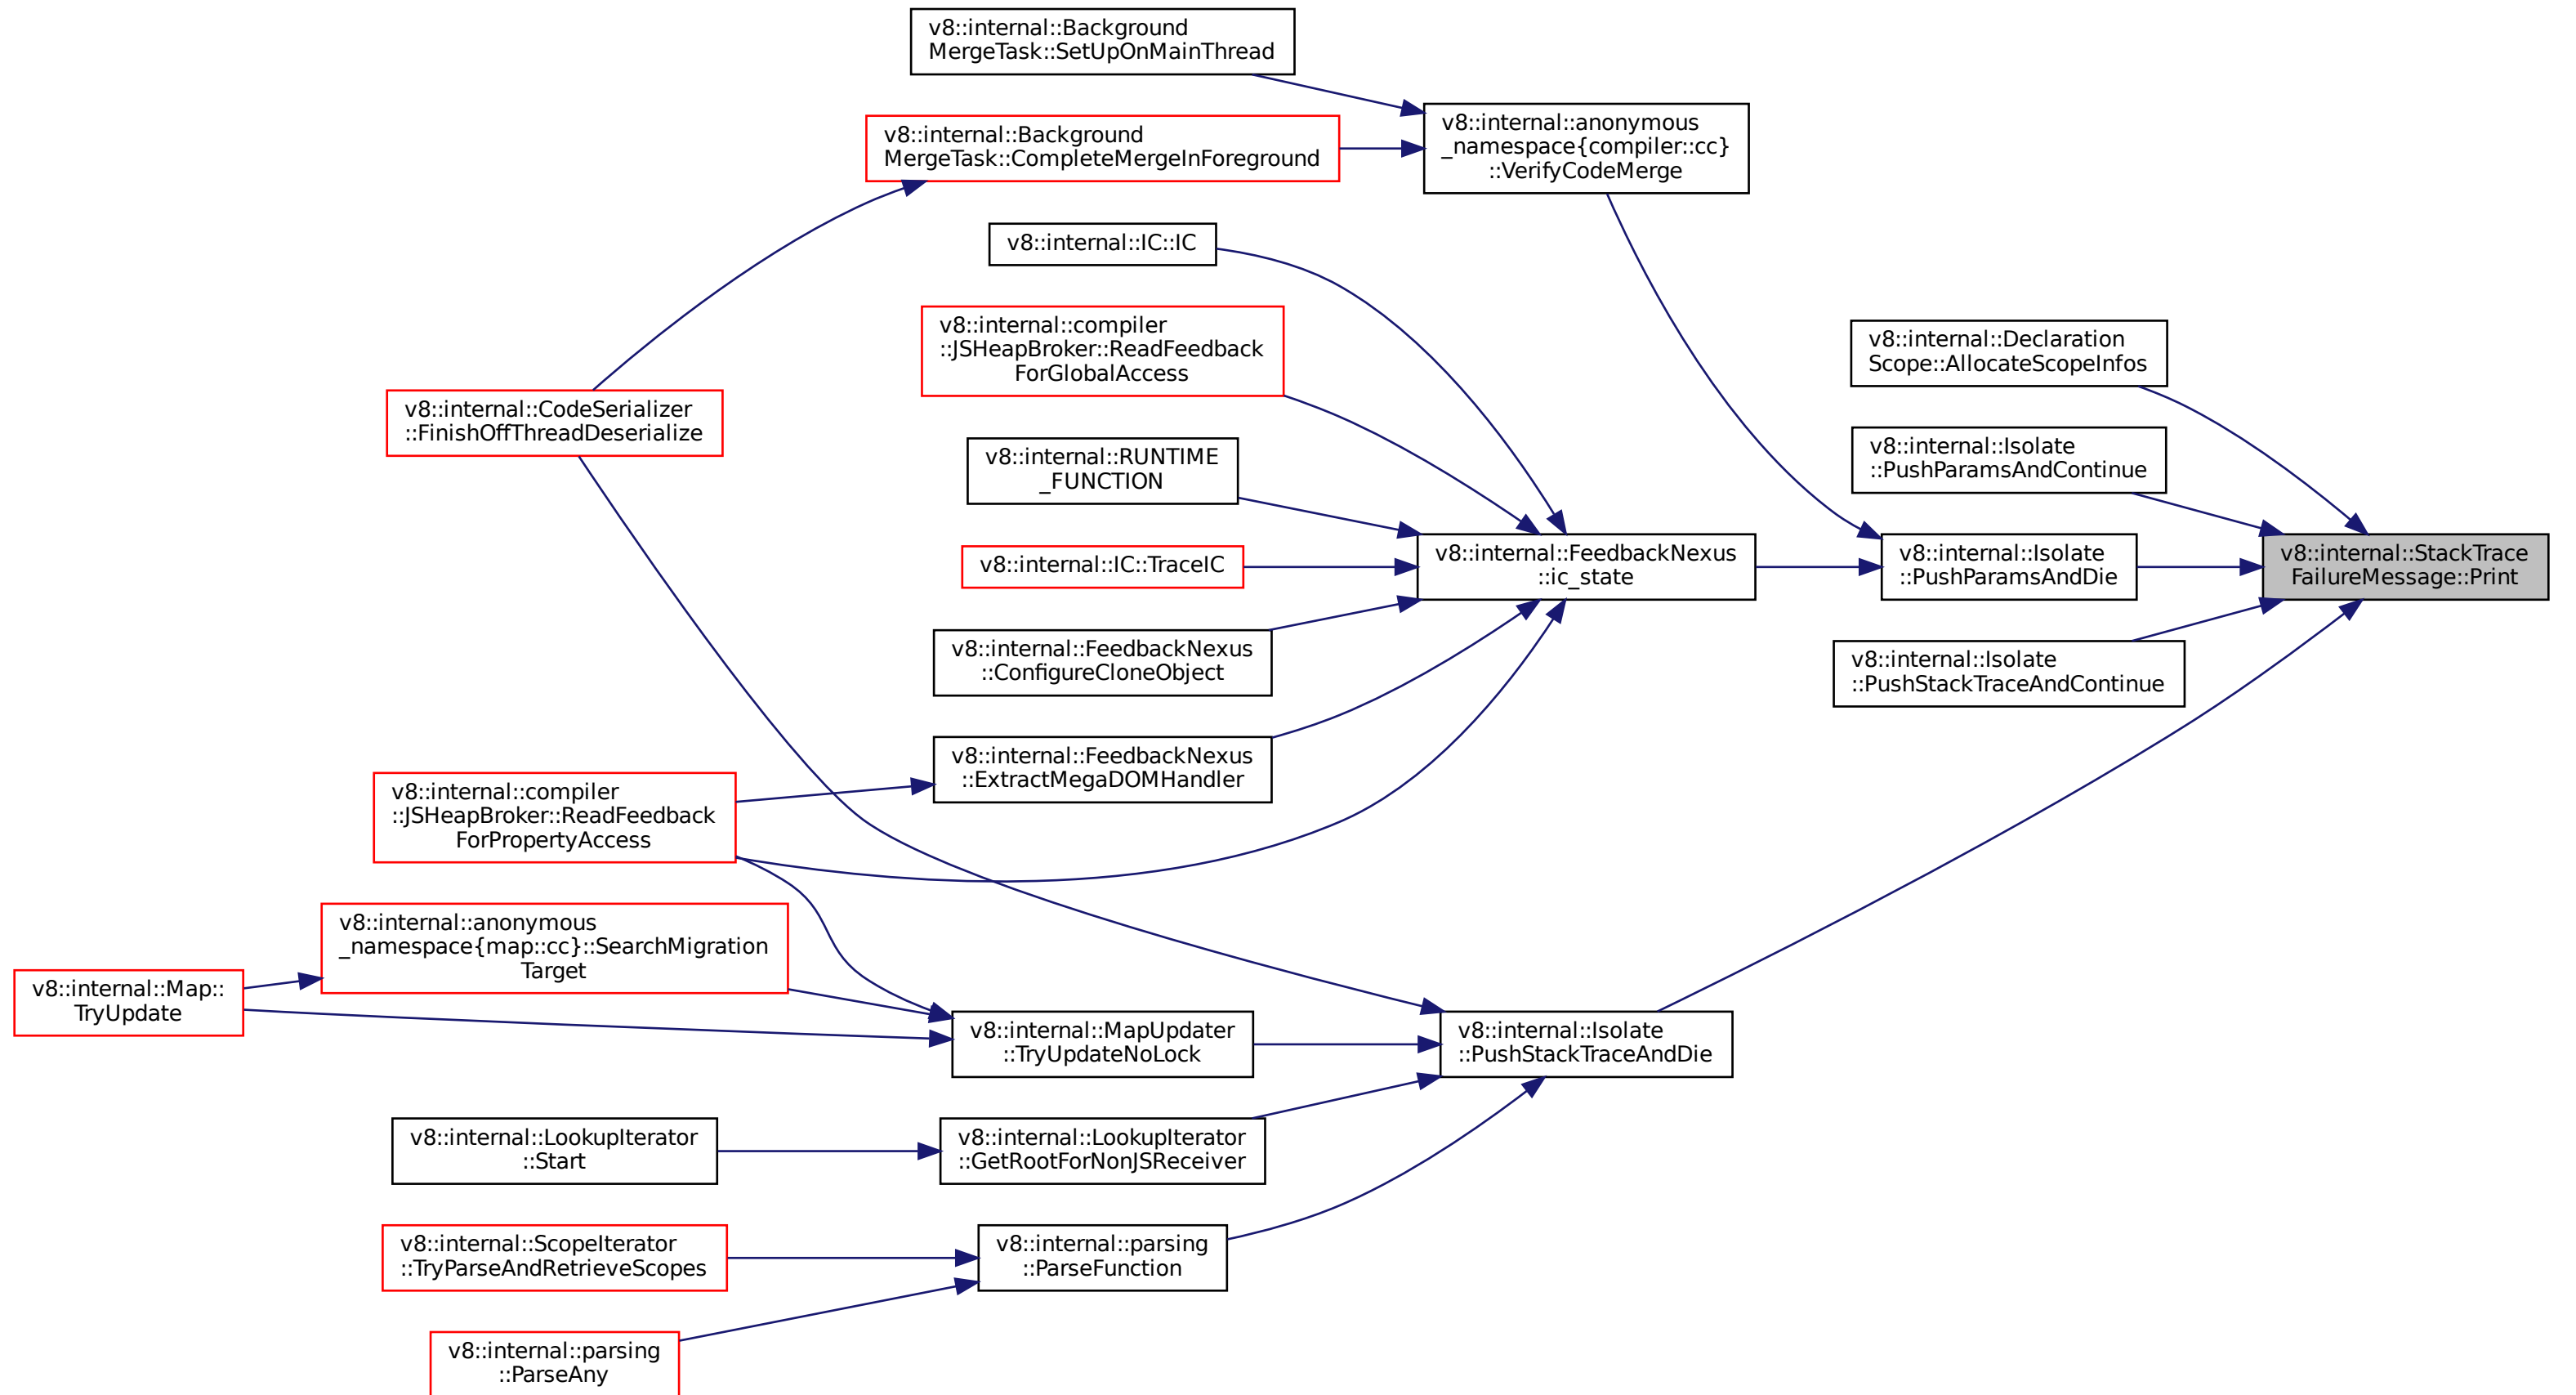 v8::internal::Background
MergeTask::SetUpOnMainThread
v8::internal::Background
MergeTask::CompleteMergeInForeground
v8::internal::anonymous
_namespace{compiler::cc}
::VerifyCodeMerge
v8::internal::IC::IC
v8::internal::compiler
::JSHeapBroker::ReadFeedback
ForGlobalAccess
v8::internal::Declaration
Scope::AllocateScopeInfos
v8::internal::CodeSerializer
::FinishOffThreadDeserialize
v8::internal::RUNTIME
_FUNCTION
v8::internal::Isolate
::PushParamsAndContinue
v8::internal::IC::TraceIC
v8::internal::FeedbackNexus
::ic_state
v8::internal::Isolate
::PushParamsAndDie
v8::internal::StackTrace
FailureMessage::Print
v8::internal::FeedbackNexus
::ConfigureCloneObject
v8::internal::Isolate
::PushStackTraceAndContinue
v8::internal::FeedbackNexus
::ExtractMegaDOMHandler
v8::internal::compiler
::JSHeapBroker::ReadFeedback
ForPropertyAccess
v8::internal::anonymous
_namespace{map::cc}::SearchMigration
Target
v8::internal::Map::
TryUpdate
v8::internal::MapUpdater
::TryUpdateNoLock
v8::internal::Isolate
::PushStackTraceAndDie
v8::internal::LookupIterator
::Start
v8::internal::LookupIterator
::GetRootForNonJSReceiver
v8::internal::ScopeIterator
::TryParseAndRetrieveScopes
v8::internal::parsing
::ParseFunction
v8::internal::parsing
::ParseAny